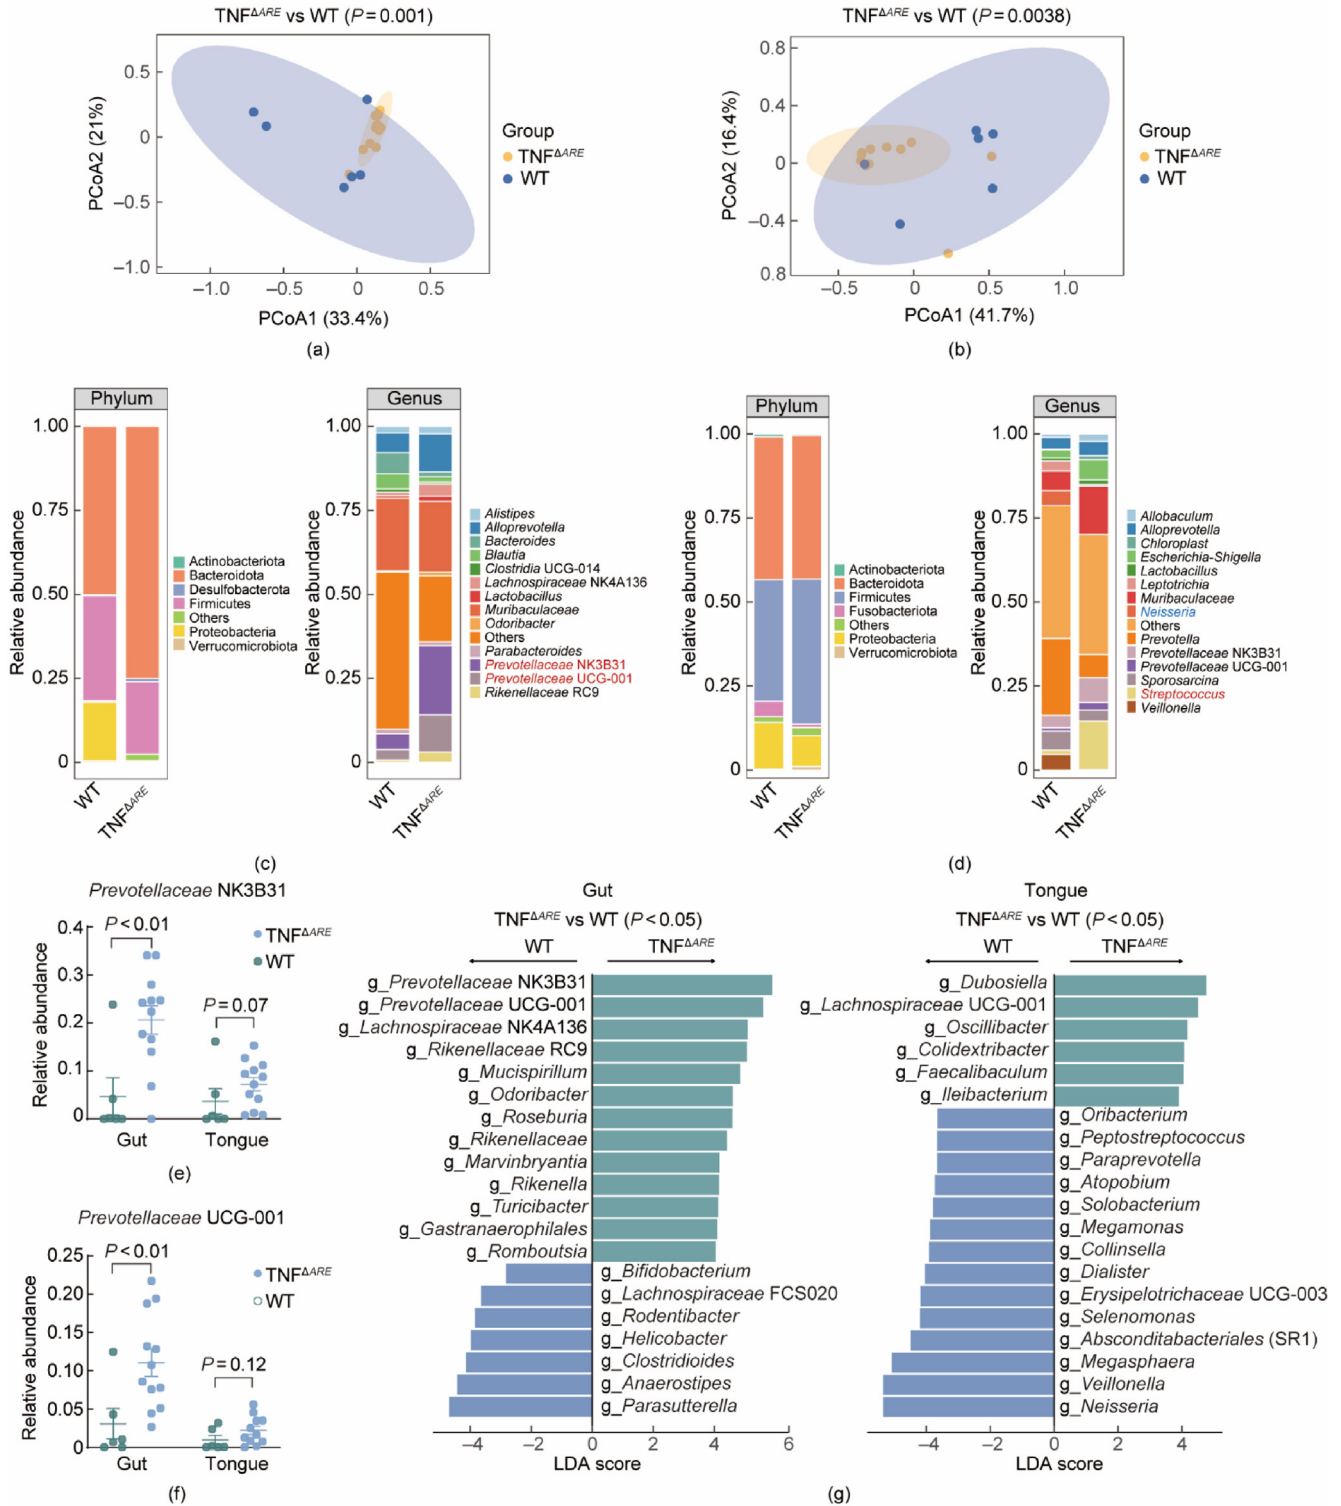 TNFΔARE vs WT (P = 0.001)
0.5
0
−0.5
−1.0
PCoA2 (21%)
−1.0
−0.5
0
0.5
PCoA1 (33.4%)
Group
TNFΔARE
WT
(a)
TNFΔARE vs WT (P = 0.0038)
0.8
0.4
0
−0.4
0.8
PCoA2 (16.4%)
−0.5
0
0.5
1.0
PCoA1 (41.7%)
Group
TNFΔARE
WT
(b)
Phylum
1.00
0.75
0.50
0.25
0
Relative abundance
WT
TNFΔARE
Actinobacteriota
Bacteroidota
Desulfobacterota
Firmicutes
Others
Proteobacteria
Verrucomicrobiota
Genus
1.00
0.75
0.50
0.25
0
Relative abundance
WT
TNFΔARE
Alistipes
Alloprevotella
Bacteroides
Blautia
Clostridia UCG-014
Lachnospiraceae NK4A136
Lactobacillus
Muribaculaceae
Odoribacter
Others
Parabacteroides
Prevotellaceae NK3B31
Prevotellaceae UCG-001
Rikenellaceae RC9
(c)
Phylum
1.00
0.75
0.50
0.25
0
Relative abundance
WT
TNFΔARE
Actinobacteriota
Bacteroidota
Firmicutes
Fusobacteriota
Others
Proteobacteria
Verrucomicrobiota
Genus
1.00
0.75
0.50
0.25
0
Relative abundance
WT
TNFΔARE
Allobaculum
Alloprevotella
Chloroplast
Escherichia-Shigella
Lactobacillus
Leptotrichia
Muribaculaceae
Neisseria
Others
Prevotella
Prevotellaceae NK3B31
Prevotellaceae UCG-001
Sporosarcina
Streptococcus
Veillonella
(d)
Prevotellaceae NK3B31
0.4
0.3
0.2
0.1
0
Relative abundance
P < 0.01
P = 0.07
TNFΔARE
WT
Gut
Tongue
(e)
Prevotellaceae UCG-001
0.25
0.20
0.15
0.10
0.05
0
Relative abundance
P < 0.01
P = 0.12
TNFΔARE
WT
Gut
Tongue
(f)
Gut
TNFΔARE vs WT (P < 0.05)
WT
TNFΔARE
g_Prevotellaceae NK3B31
g_Prevotellaceae UCG-001
g_Lachnospiraceae NK4A136
g_Rikenellaceae RC9
g_Mucispirillum
g_Odoribacter
g_Roseburia
g_Rikenellaceae
g_Marvinbryantia
g_Rikenella
g_Turicibacter
g_Gastranaerophilales
g_Romboutsia
g_Bifidobacterium
g_Lachnospiraceae FCS020
g_Rodentibacter
g_Helicobacter
g_Clostridioides
g_Anaerostipes
g_Parasutterella
−4
−2
0
2
4
6
LDA score
Tongue
TNFΔARE vs WT (P < 0.05)
WT
TNFΔARE
g_Dubosiella
g_Lachnospiraceae UCG-001
g_Oscillibacter
g_Colidextribacter
g_Faecalibaculum
g_Ileibacterium
g_Oribacterium
g_Peptostreptococcus
g_Paraprevotella
g_Atopobium
g_Solobacterium
g_Megamonas
g_Collinsella
g_Dialister
g_Erysipelotrichaceae UCG-003
g_Selenomonas
g_Absconditabacteriales (SR1)
g_Megasphaera
g_Veillonella
g_Neisseria
−4
−2
0
2
4
LDA score
(g)